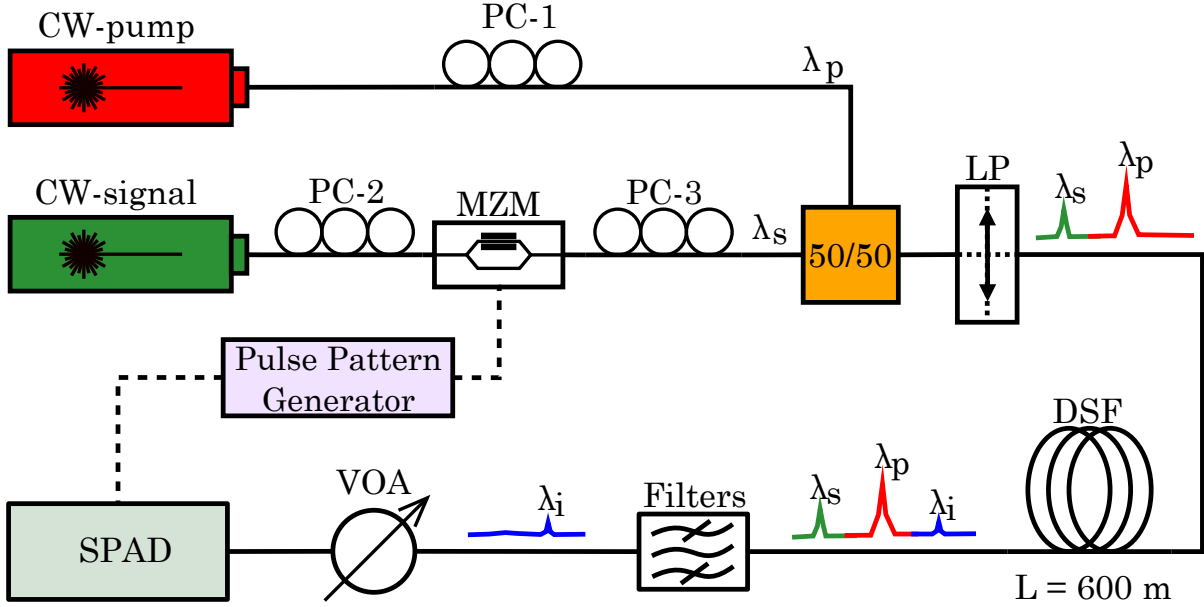 CW-pump
PC-1
λp
CW-signal
PC-2
MZM
PC-3
λs
50/50
LP
λs
λp
Pulse Pattern
Generator
DSF
L = 600 m
λs
λp
λi
Filters
λi
VOA
SPAD